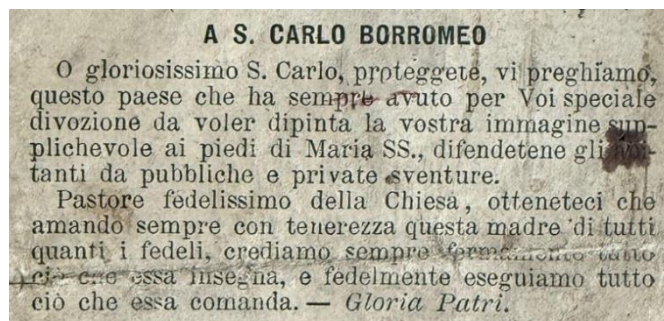 A S. CARLO BORROMEO
O gloriosissimo S. Carlo, proteggete, vi preghiamo,
questo paese che ha sempre avuto per Voi speciale
divozione da voler dipinta la vostra immagine sup-
plichevole ai piedi di Maria SS., difendetene gli abi-
tanti da pubbliche e private sventure.
Pastore fedelissimo della Chiesa, otteneteci che
amando sempre con tenerezza questa madre di tutti
quanti i fedeli, crediamo sempre fermamente tutto
ciò che essa insegna, e fedelmente eseguiamo tutto
ciò che essa comanda. — Gloria Patri.